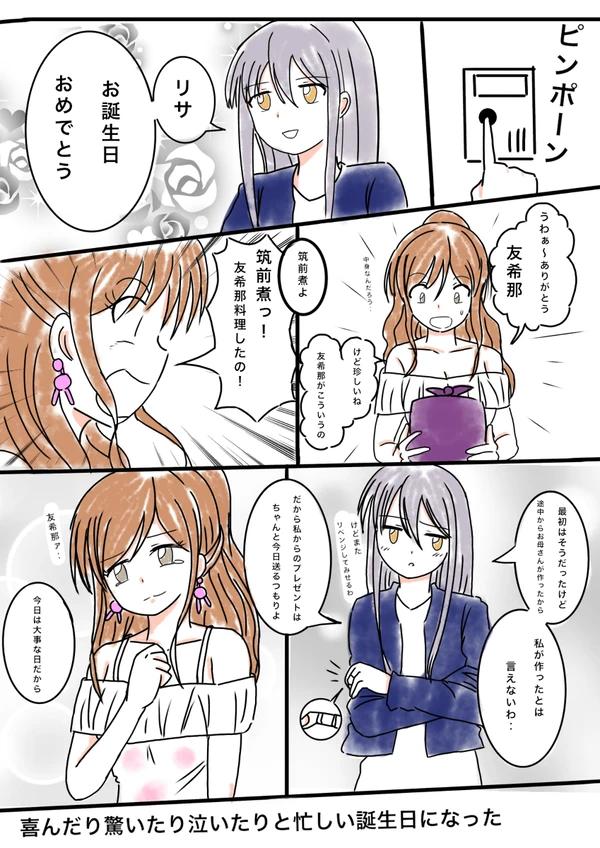 ピンポーン
リサ
お誕生日
おめでとう
うわぁ～ありがとう
友希那
中身なんだろう‥
けど珍しいね
友希那がこういうの
筑前煮よ
筑前煮っ！
友希那料理したの！
最初はそうだったけど
途中からお母さんが作ったから
私が作ったとは
言えないわ‥
けどまた
リベンジしてみせるわ
だから私からのプレゼントは
ちゃんと今日送るつもりよ
友希那ァ‥
今日は大事な日だから
喜んだり驚いたり泣いたりと忙しい誕生日になった